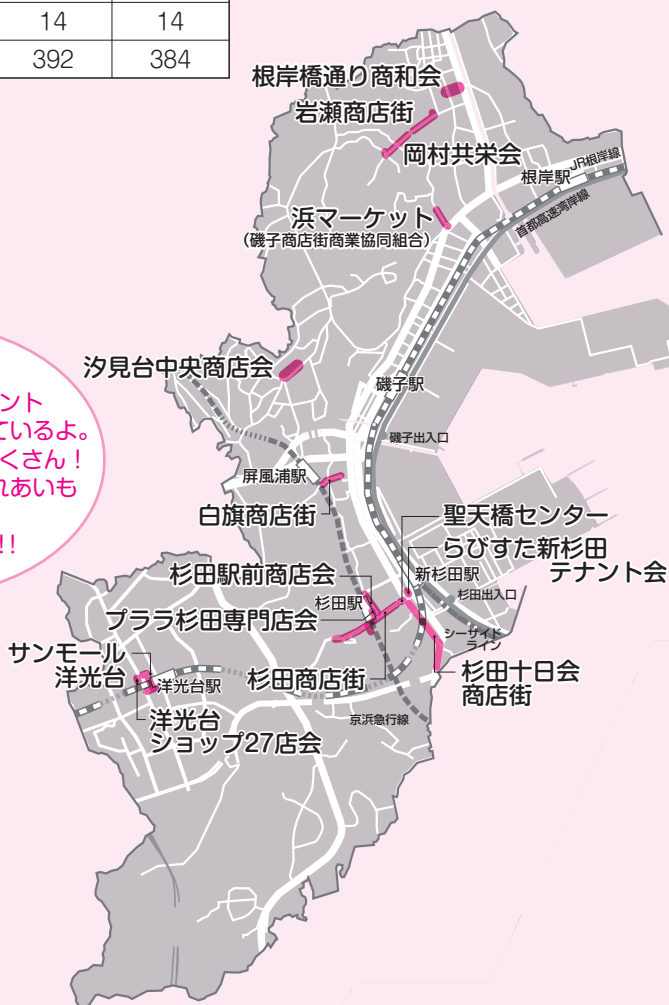 14 14
392 384
根岸橋通り商和会
岩瀬商店街
岡村共栄会
根岸駅
JR根岸線
首都高速湾岸線
浜マーケット
(磯子商店街商業協同組合)
汐見台中央商店会
ント
ているよ。
くさん!
れあいも
!!
磯子駅
磯子出入口
屏風浦駅
白旗商店街
聖天橋センター
らびすた新杉田
テナント会
杉田駅前商店会
新杉田駅
杉田出入口
杉田駅
プララ杉田専門店会
シーサイド
ライン
サンモール
洋光台
洋光台駅
杉田商店街
杉田十日会
商店街
洋光台
ショップ27店会
京浜急行線